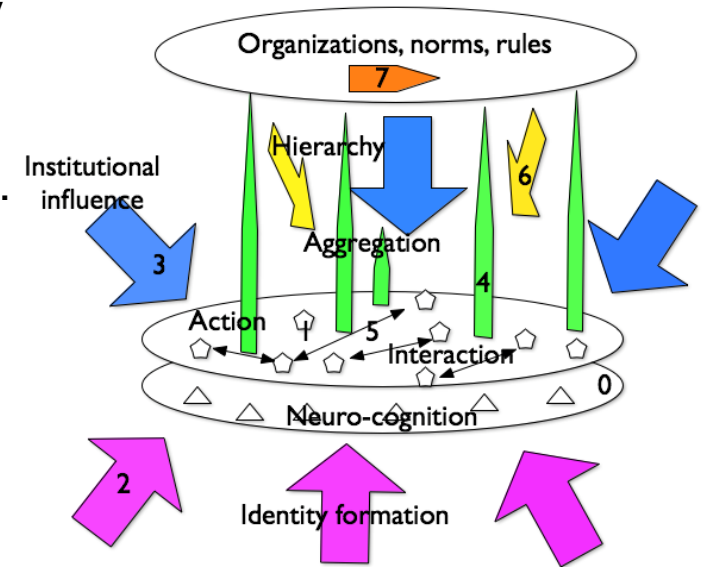 Organizations, norms, rules
7
Hierarchy
Institutional
influence
6
Aggregation
3
4
Action
1
5
Interaction
0
Neuro-cognition
2
Identity formation